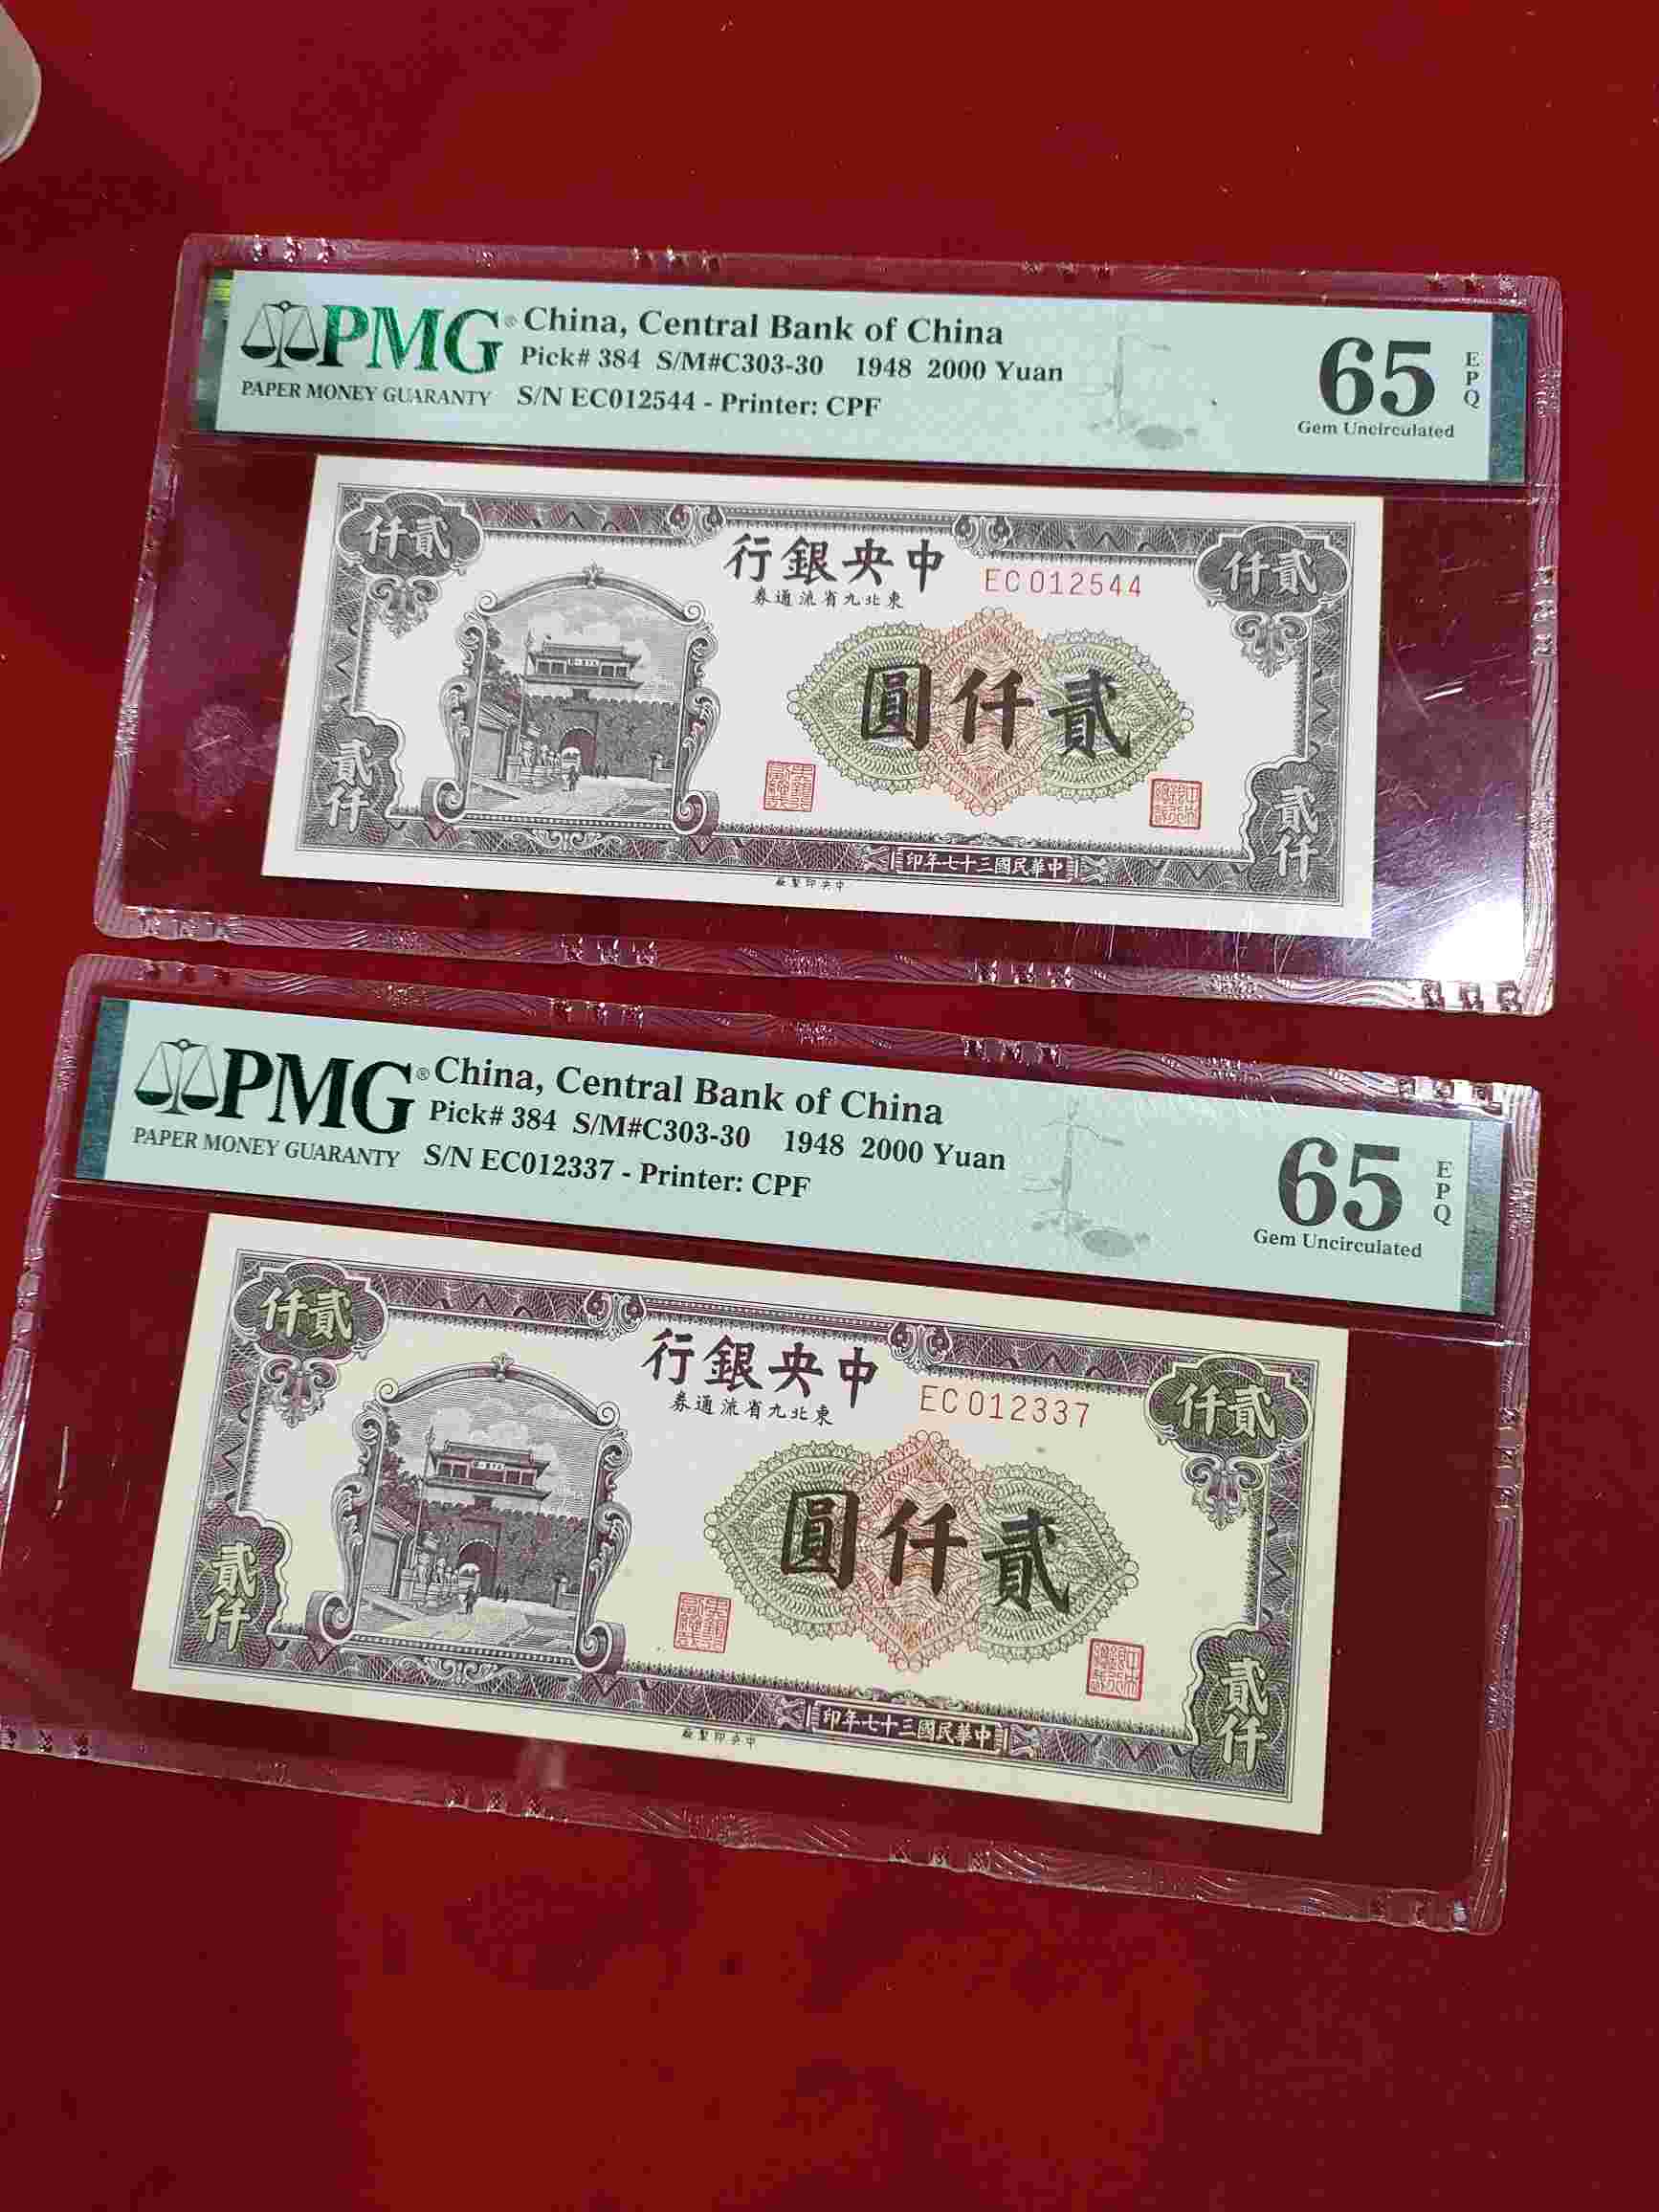 PMG® China, Central Bank of China
Pick# 384 S/M#C303-30 1948 2000 Yuan
PAPER MONEY GUARANTY S/N EC012544 - Printer: CPF
65 EPQ
Gem Uncirculated
仟貳
行銀央中
EC012544
仟貳
券通流省九北東
圓仟貳
貳仟
貳仟
印年七十三國民華中
廠製印央中
PMG® China, Central Bank of China
Pick# 384 S/M#C303-30 1948 2000 Yuan
PAPER MONEY GUARANTY S/N EC012337 - Printer: CPF
65 EPQ
Gem Uncirculated
仟貳
行銀央中
EC012337
仟貳
券通流省九北東
圓仟貳
貳仟
貳仟
印年七十三國民華中
廠製印央中